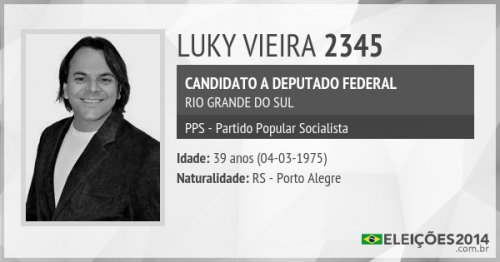 LUKY VIEIRA 2345
CANDIDATO A DEPUTADO FEDERAL
RIO GRANDE DO SUL
PPS - Partido Popular Socialista
Idade: 39 anos (04-03-1975)
Naturalidade: RS - Porto Alegre
ELEIÇÕES2014
.com.br